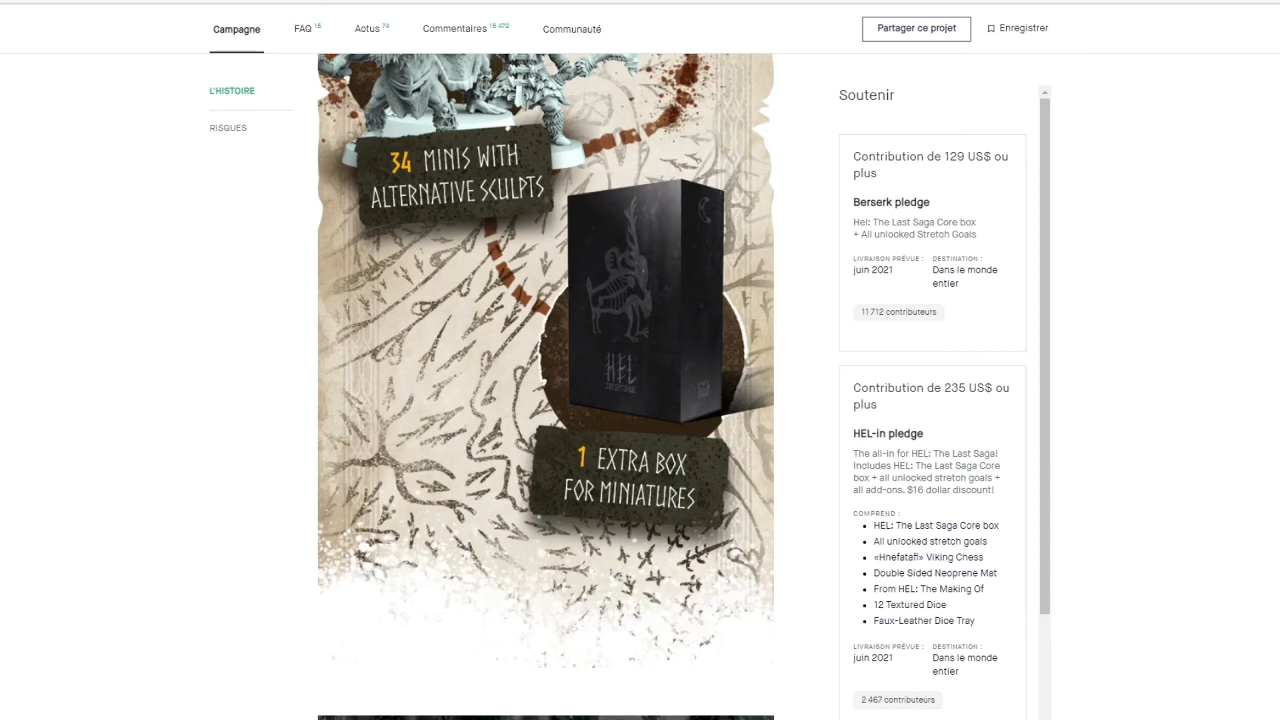 Campagne
FAQ 15
Actus 74
Commentaires 15 472
Communauté
Partager ce projet
Enregistrer
L'HISTOIRE
RISQUES
34 MINIS WITH
ALTERNATIVE SCULPTS
HEL
1 EXTRA BOX
FOR MINIATURES
Soutenir
Contribution de 129 US$ ou
plus
Berserk pledge
Hel: The Last Saga Core box
+ All unlooked Stretch Goals
LIVRAISON PRÉVUE :
juin 2021
DESTINATION :
Dans le monde
entier
11 712 contributeurs
Contribution de 235 US$ ou
plus
HEL-in pledge
The all-in for HEL: The Last Saga!
Includes HEL: The Last Saga Core
box + all unlooked stretch goals +
all add-ons. $16 dollar discount!
COMPREND :
HEL: The Last Saga Core box
All unlooked stretch goals
«Hnefatafl» Viking Chess
Double Sided Neoprene Mat
From HEL: The Making Of
12 Textured Dice
Faux-Leather Dice Tray
LIVRAISON PRÉVUE :
juin 2021
DESTINATION :
Dans le monde
entier
2 467 contributeurs